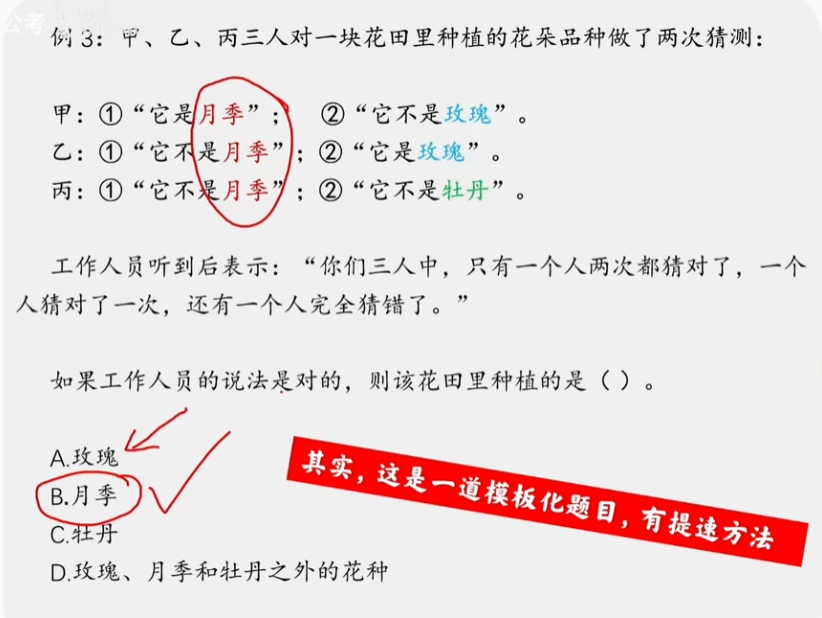 公考
例3：甲、乙、丙三人对一块花田里种植的花朵品种做了两次猜测：
甲：①“它是月季”； ②“它不是玫瑰”。
乙：①“它不是月季”；②“它是玫瑰”。
丙：①“它不是月季”；②“它不是牡丹”。
工作人员听到后表示：“你们三人中，只有一个人两次都猜对了，一个
人猜对了一次，还有一个人完全猜错了。”
如果工作人员的说法是对的，则该花田里种植的是（ ）。
A.玫瑰
B.月季
C.牡丹
D.玫瑰、月季和牡丹之外的花种
其实，这是一道模板化题目，有提速方法